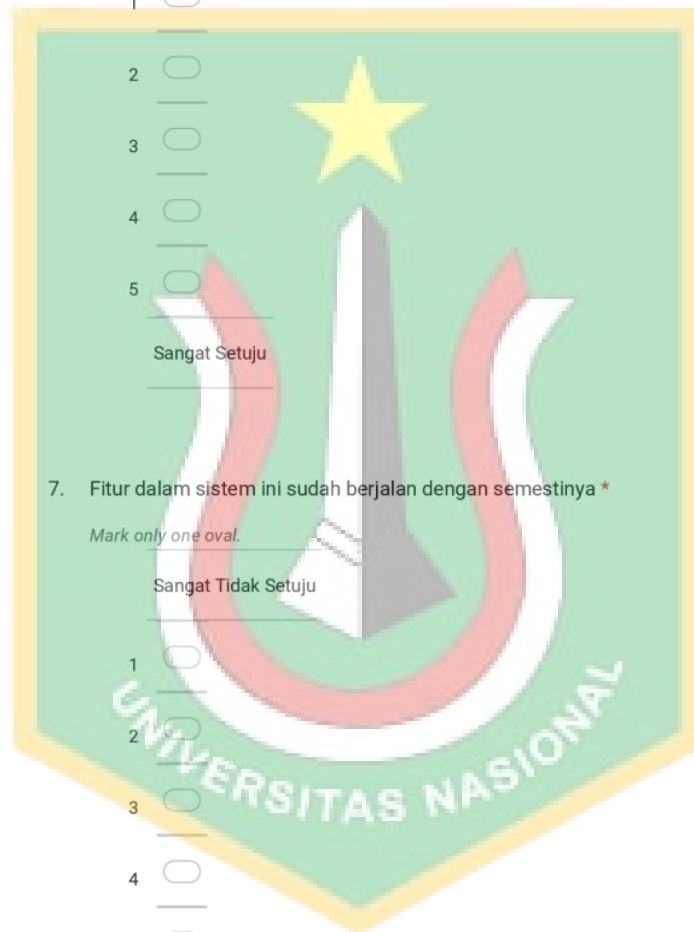 1
2
3
4
5
Sangat Setuju
7. Fitur dalam sistem ini sudah berjalan dengan semestinya *
Mark only one oval.
Sangat Tidak Setuju
1
2
3
4
UNIVERSITAS NASIONAL